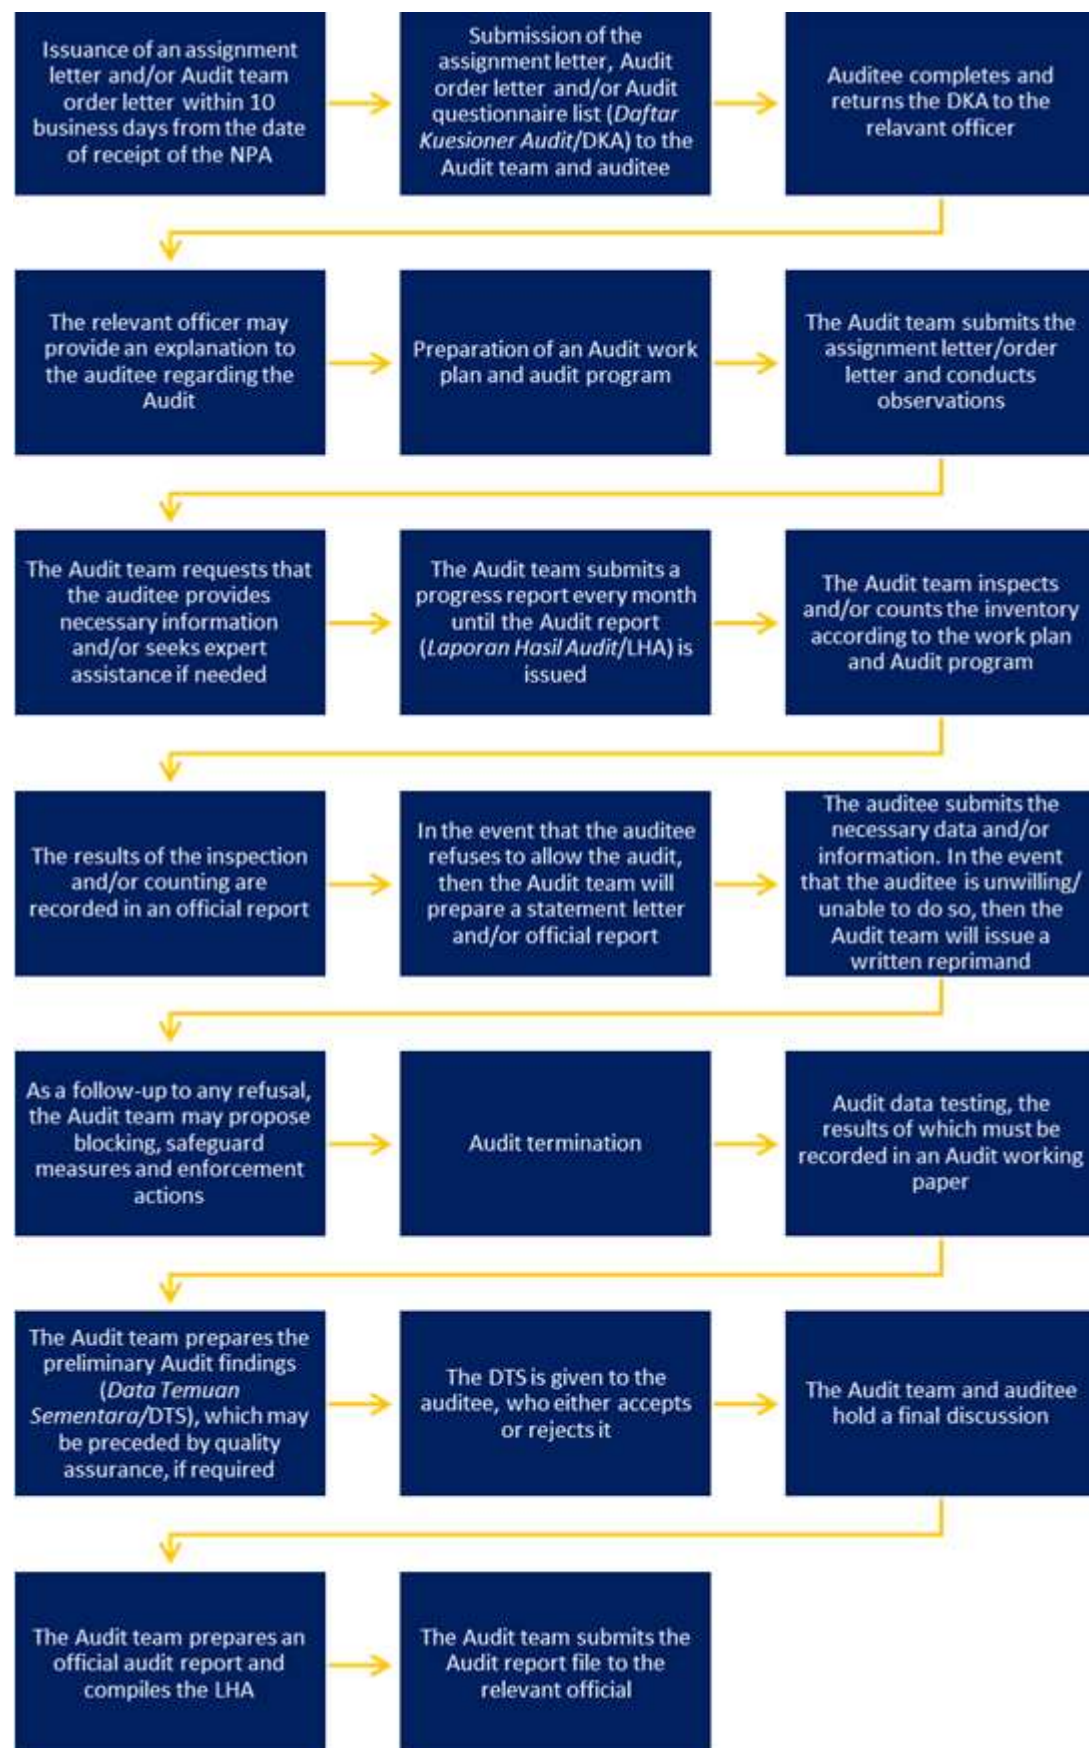 Issuance of an assignment
letter and/or Audit team
order letter within 10
business days from the date
of receipt of the NPA
Submission of the
assignment letter, Audit
order letter and/or Audit
questionnaire list (Daftar
Kuesioner Audit/DKA) to
the Audit team and auditee
Auditee completes and
returns the DKA to the
relavant officer
The relevant officer may
provide an explanation to
the auditee regarding the
Audit
Preparation of an Audit work
plan and audit program
The Audit team submits the
assignment letter/order
letter and conducts
observations
The Audit team requests that
the auditee provides
necessary information
and/or seeks expert
assistance if needed
The Audit team submits a
progress report every month
until the Audit report
(Laporan Hasil Audit/LHA) is
issued
The Audit team inspects
and/or counts the inventory
according to the work plan
and Audit program
The results of the inspection
and/or counting are
recorded in an official report
In the event that the auditee
refuses to allow the audit,
then the Audit team will
prepare a statement letter
and/or official report
The auditee submits the
necessary data and/or
information. In the event
that the auditee is unwilling/
unable to do so, then the
Audit team will issue a
written reprimand
As a follow-up to any refusal,
the Audit team may propose
blocking, safeguard
measures and enforcement
actions
Audit termination
Audit data testing, the
results of which must be
recorded in an Audit working
paper
The Audit team prepares the
preliminary Audit findings
(Data Temuan
Sementara/DTS), which may
be preceded by quality
assurance, if required
The DTS is given to the
auditee, who either accepts
or rejects it
The Audit team and auditee
hold a final discussion
The Audit team prepares an
official audit report and
compiles the LHA
The Audit team submits the
Audit report file to the
relevant official